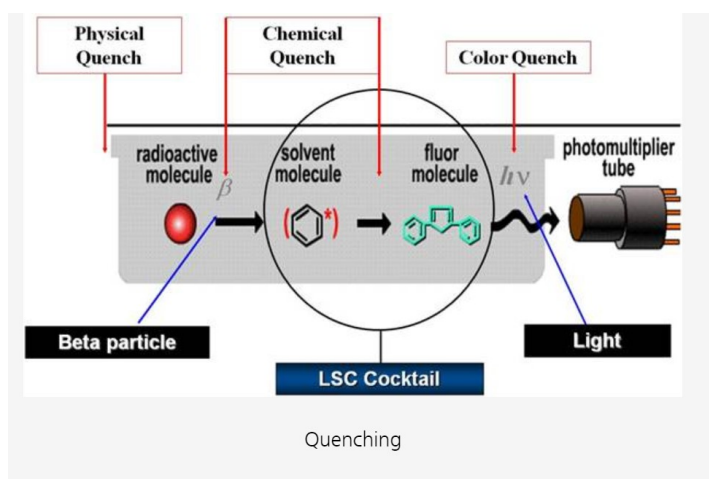 Physical
Quench
Chemical
Quench
Color Quench
radioactive
molecule
β
solvent
molecule
(*)
fluor
molecule
hν
photomultiplier
tube
Beta particle
Light
LSC Cocktail
Quenching